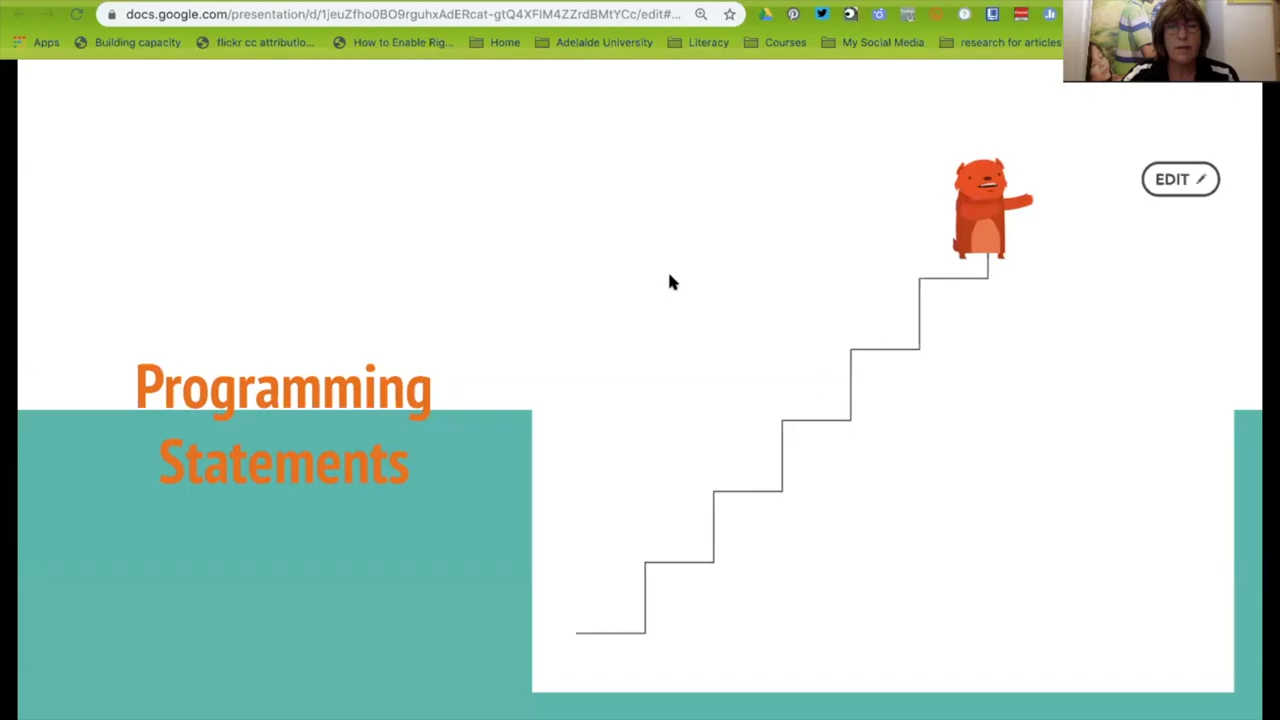 docs.google.com/presentation/d/1jeuZfho0BO9rguhxAdERcat-gtQ4XFlM4ZZrdBMtYCc/edit#...
Apps Building capacity flickr cc attributio... How to Enable Rig... Home Adelaide University Literacy Courses My Social Media research for articles
EDIT
Programming
Statements